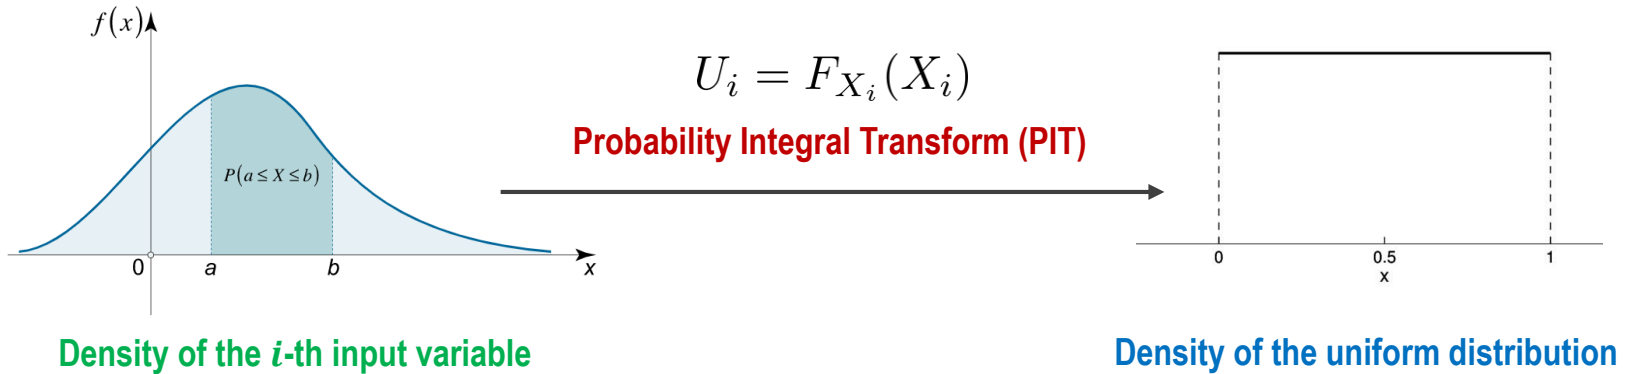 f(x)
P(a ≤ X ≤ b)
0 a b x
Density of the i-th input variable
U_i = F_{X_i}(X_i)
Probability Integral Transform (PIT)
0 0.5 1
x
Density of the uniform distribution